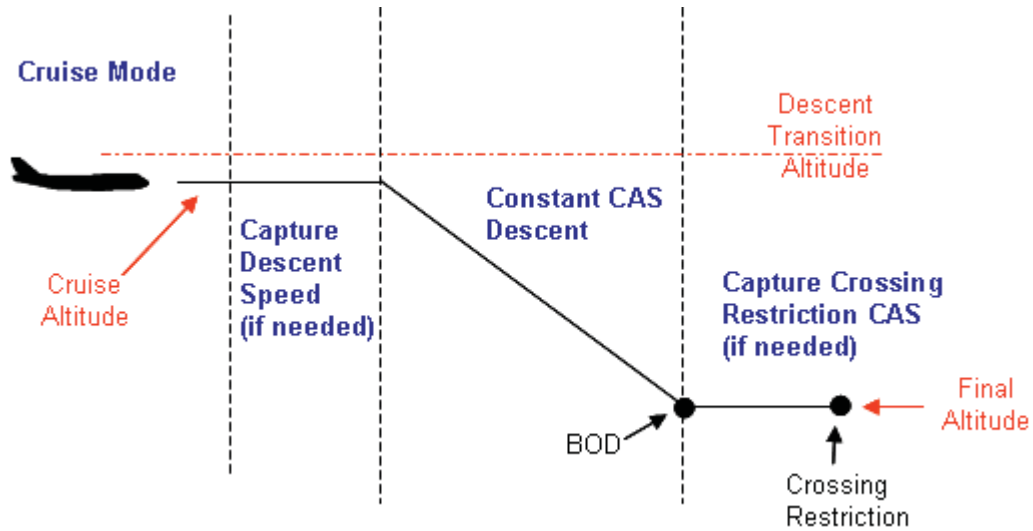 Cruise Mode
Descent
Transition
Altitude
Constant CAS
Descent
Capture
Descent
Speed
(if needed)
Cruise
Altitude
Capture Crossing
Restriction CAS
(if needed)
Final
Altitude
BOD
Crossing
Restriction